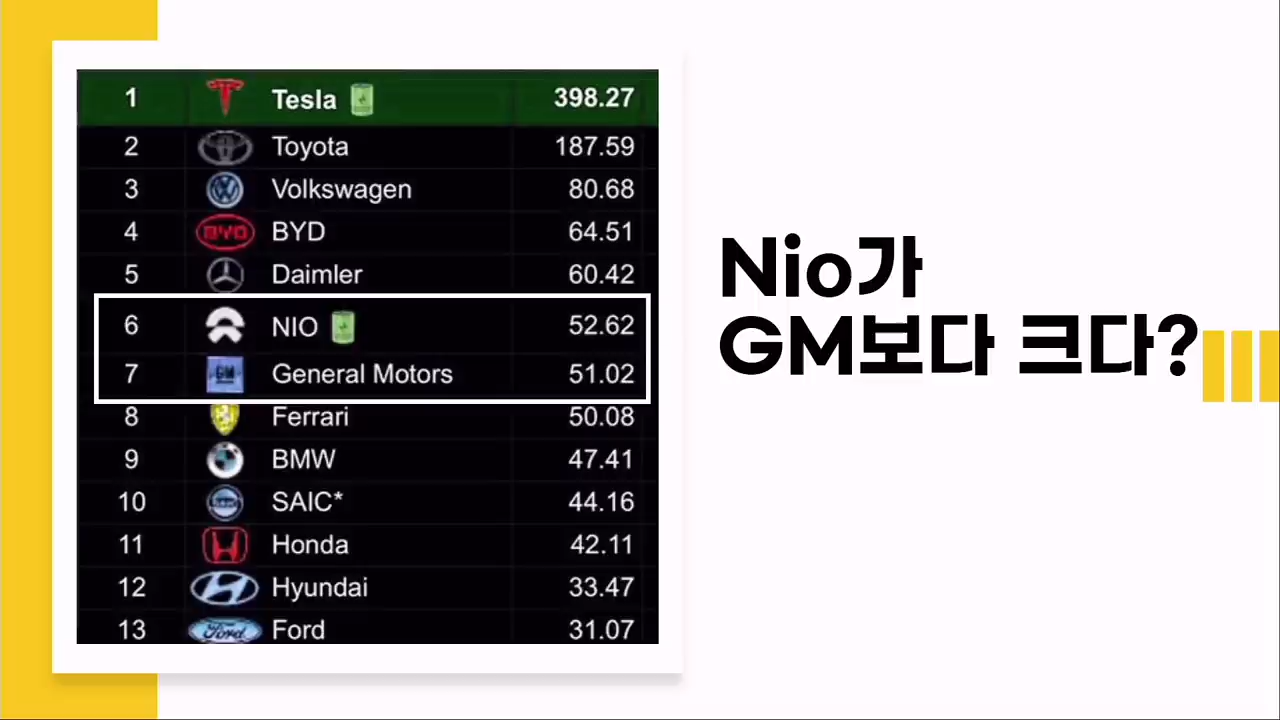 1 Tesla 398.27
2 Toyota 187.59
3 Volkswagen 80.68
4 BYD BYD 64.51
5 Daimler 60.42
6 NIO 52.62
7 GM General Motors 51.02
8 Ferrari 50.08
9 BMW 47.41
10 SAIC* 44.16
11 Honda 42.11
12 Hyundai 33.47
13 Ford Ford 31.07
Nio가
GM보다 크다?